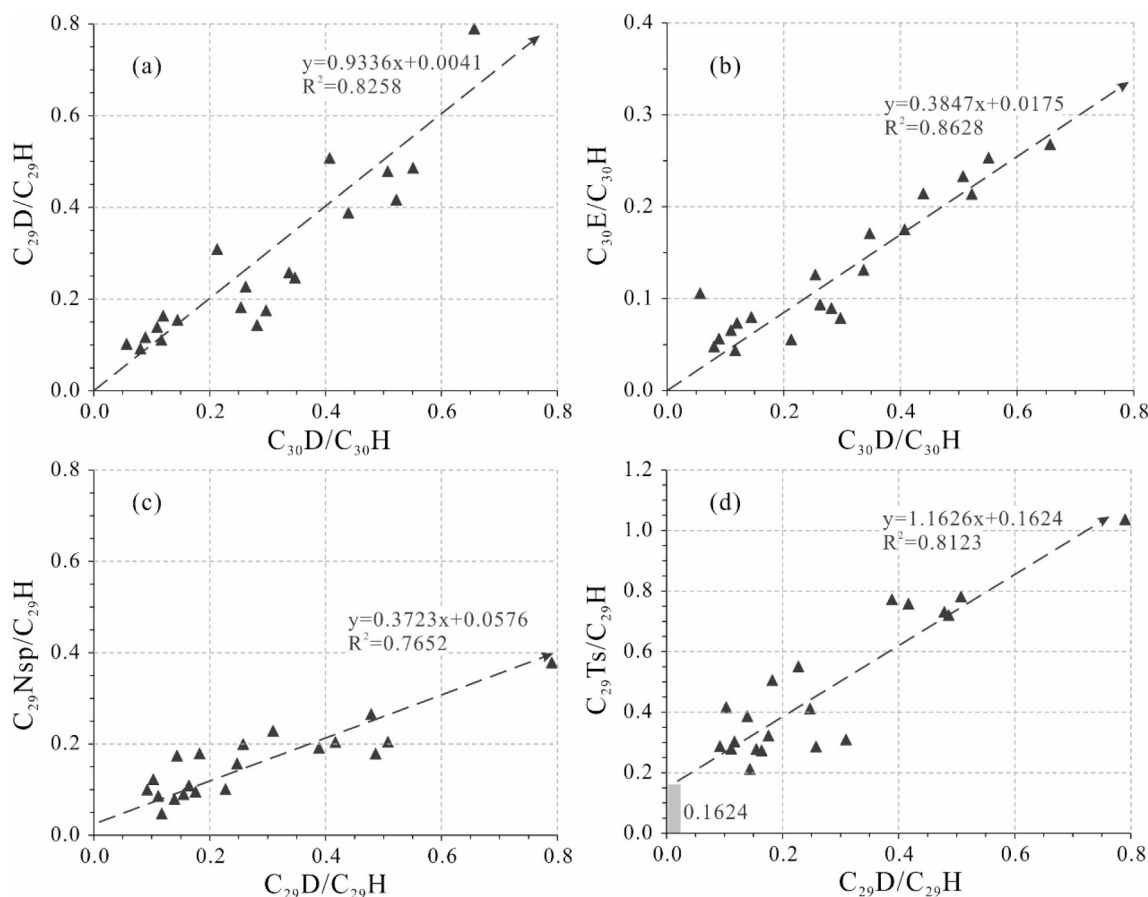 (a)
y=0.9336x+0.0041
R²=0.8258
C₂₉D/C₂₉H
0.8
0.6
0.4
0.2
0.0
0.0 0.2 0.4 0.6 0.8
C₃₀D/C₃₀H
(b)
y=0.3847x+0.0175
R²=0.8628
C₃₀E/C₃₀H
0.4
0.3
0.2
0.1
0.0
0.0 0.2 0.4 0.6 0.8
C₃₀D/C₃₀H
(c)
y=0.3723x+0.0576
R²=0.7652
C₂₉Nsp/C₂₉H
0.8
0.6
0.4
0.2
0.0
0.0 0.2 0.4 0.6 0.8
C₂₉D/C₂₉H
(d)
y=1.1626x+0.1624
R²=0.8123
C₂₉Ts/C₂₉H
1.2
1.0
0.8
0.6
0.4
0.2
0.0
0.1624
0.0 0.2 0.4 0.6 0.8
C₂₉D/C₂₉H